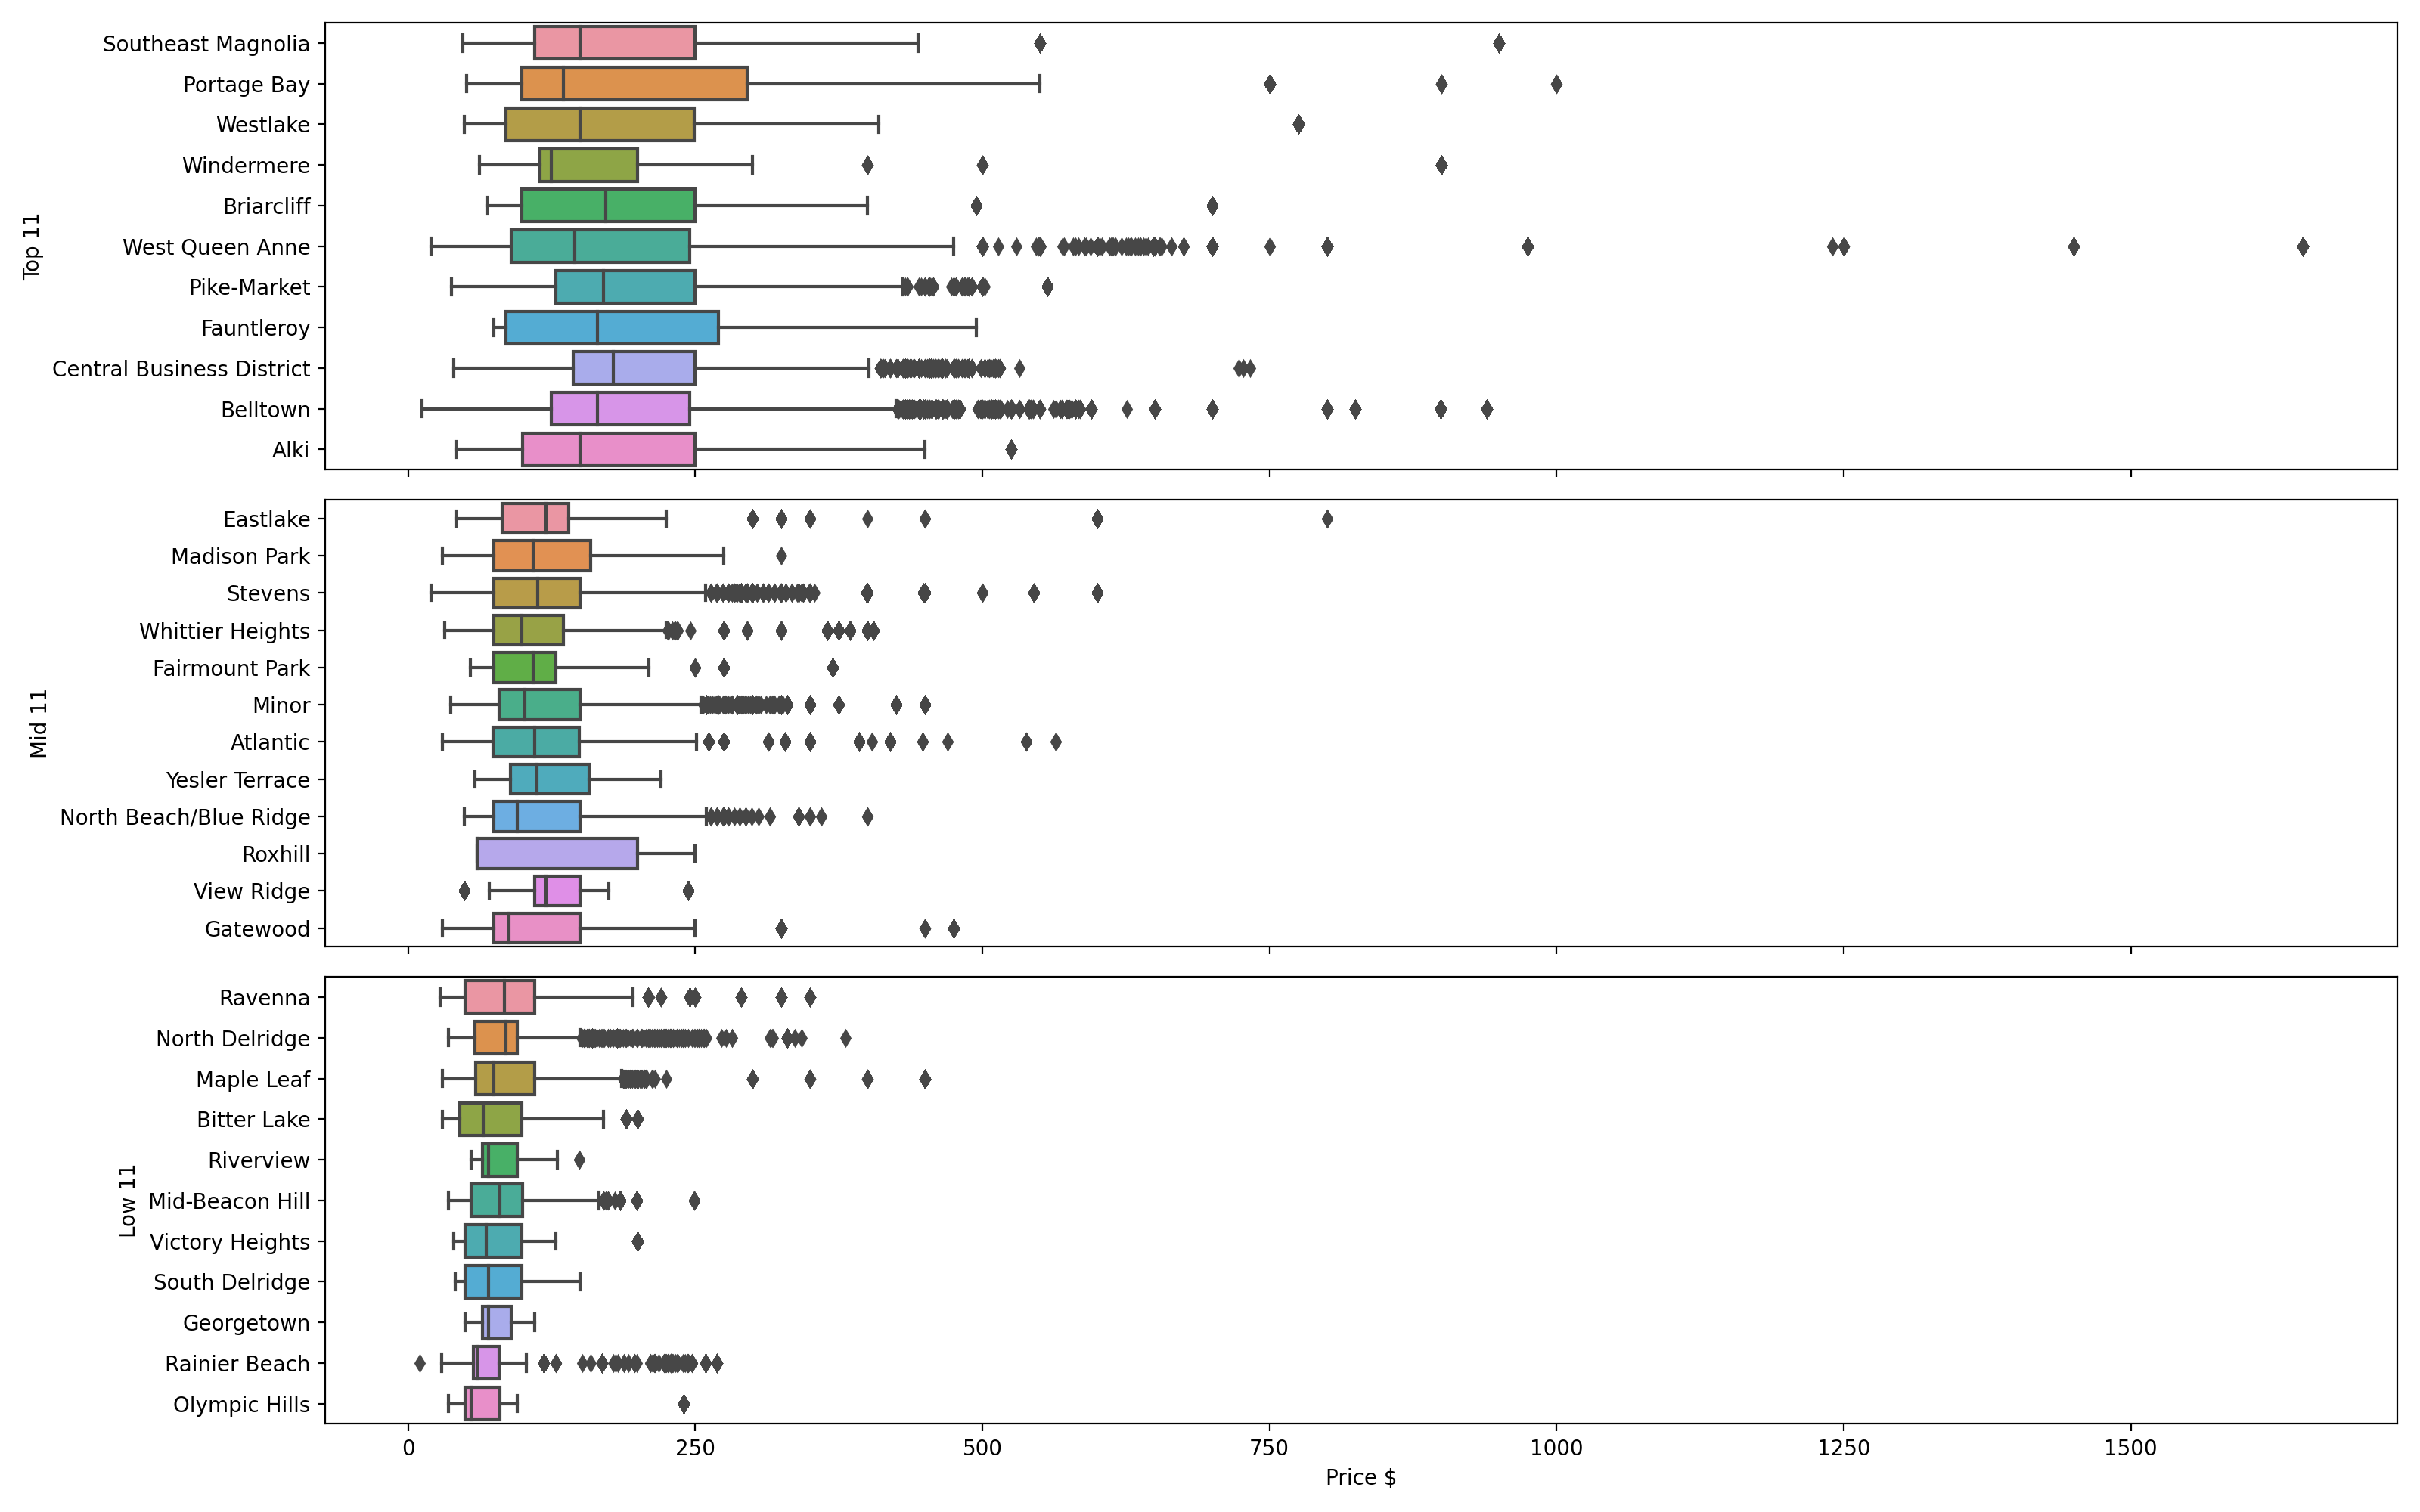 Top 11
Southeast Magnolia
Portage Bay
Westlake
Windermere
Briarcliff
West Queen Anne
Pike-Market
Fauntleroy
Central Business District
Belltown
Alki
Mid 11
Eastlake
Madison Park
Stevens
Whittier Heights
Fairmount Park
Minor
Atlantic
Yesler Terrace
North Beach/Blue Ridge
Roxhill
View Ridge
Gatewood
Low 11
Ravenna
North Delridge
Maple Leaf
Bitter Lake
Riverview
Mid-Beacon Hill
Victory Heights
South Delridge
Georgetown
Rainier Beach
Olympic Hills
0 250 500 750 1000 1250 1500
Price $